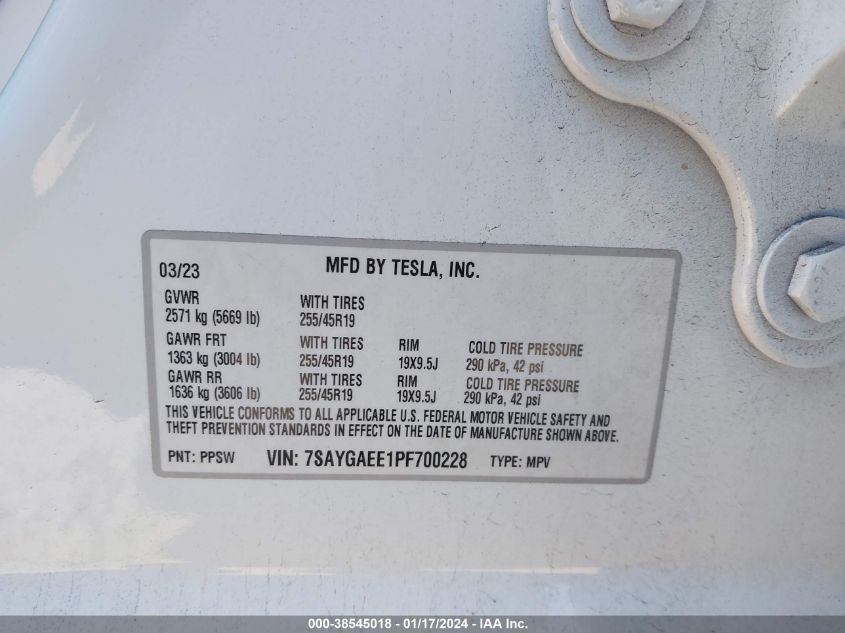 03/23 MFD BY TESLA, INC.
GVWR WITH TIRES
2571 kg (5669 lb) 255/45R19
GAWR FRT WITH TIRES RIM COLD TIRE PRESSURE
1363 kg (3004 lb) 255/45R19 19X9.5J 290 kPa, 42 psi
GAWR RR WITH TIRES RIM COLD TIRE PRESSURE
1636 kg (3606 lb) 255/45R19 19X9.5J 290 kPa, 42 psi
THIS VEHICLE CONFORMS TO ALL APPLICABLE U.S. FEDERAL MOTOR VEHICLE SAFETY AND
THEFT PREVENTION STANDARDS IN EFFECT ON THE DATE OF MANUFACTURE SHOWN ABOVE.
PNT: PPSW VIN: 7SAYGAEE1PF700228 TYPE: MPV
000-38545018 - 01/17/2024 - IAA Inc.